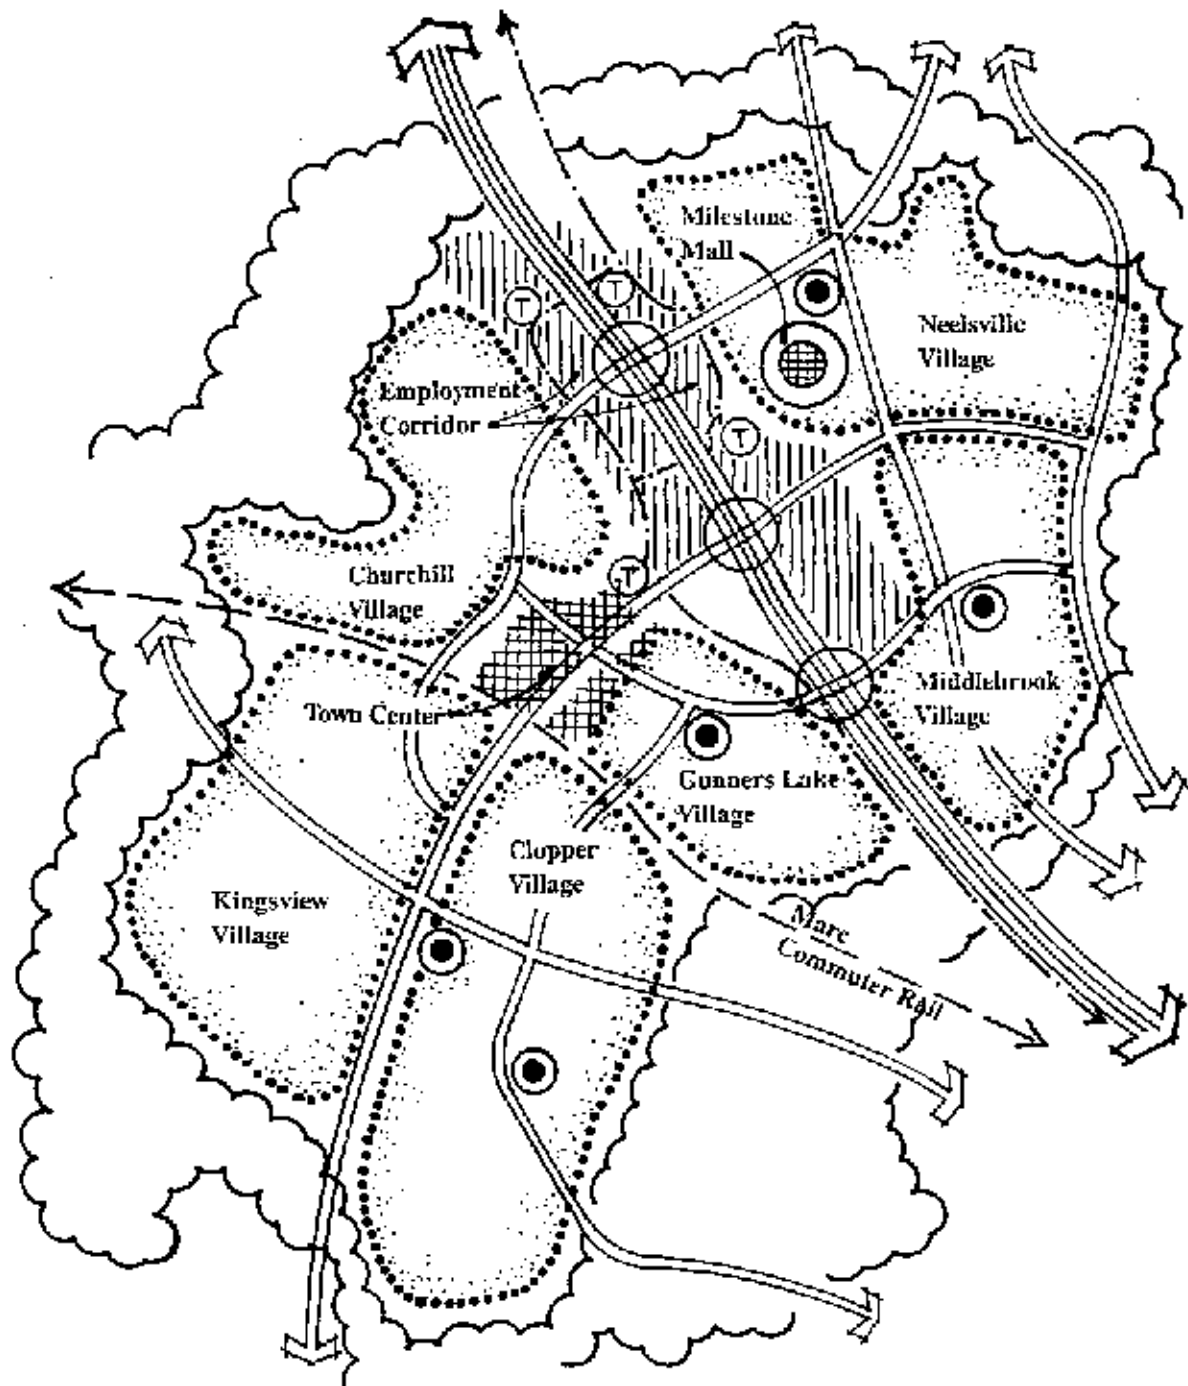 Milestone
Mall
T
T
Neelsville
Village
Employment
Corridor
T
Churchill
Village
T
Middlebrook
Village
Town Center
Gunners Lake
Village
Clopper
Village
Kingsview
Village
Marc
Commuter Rail